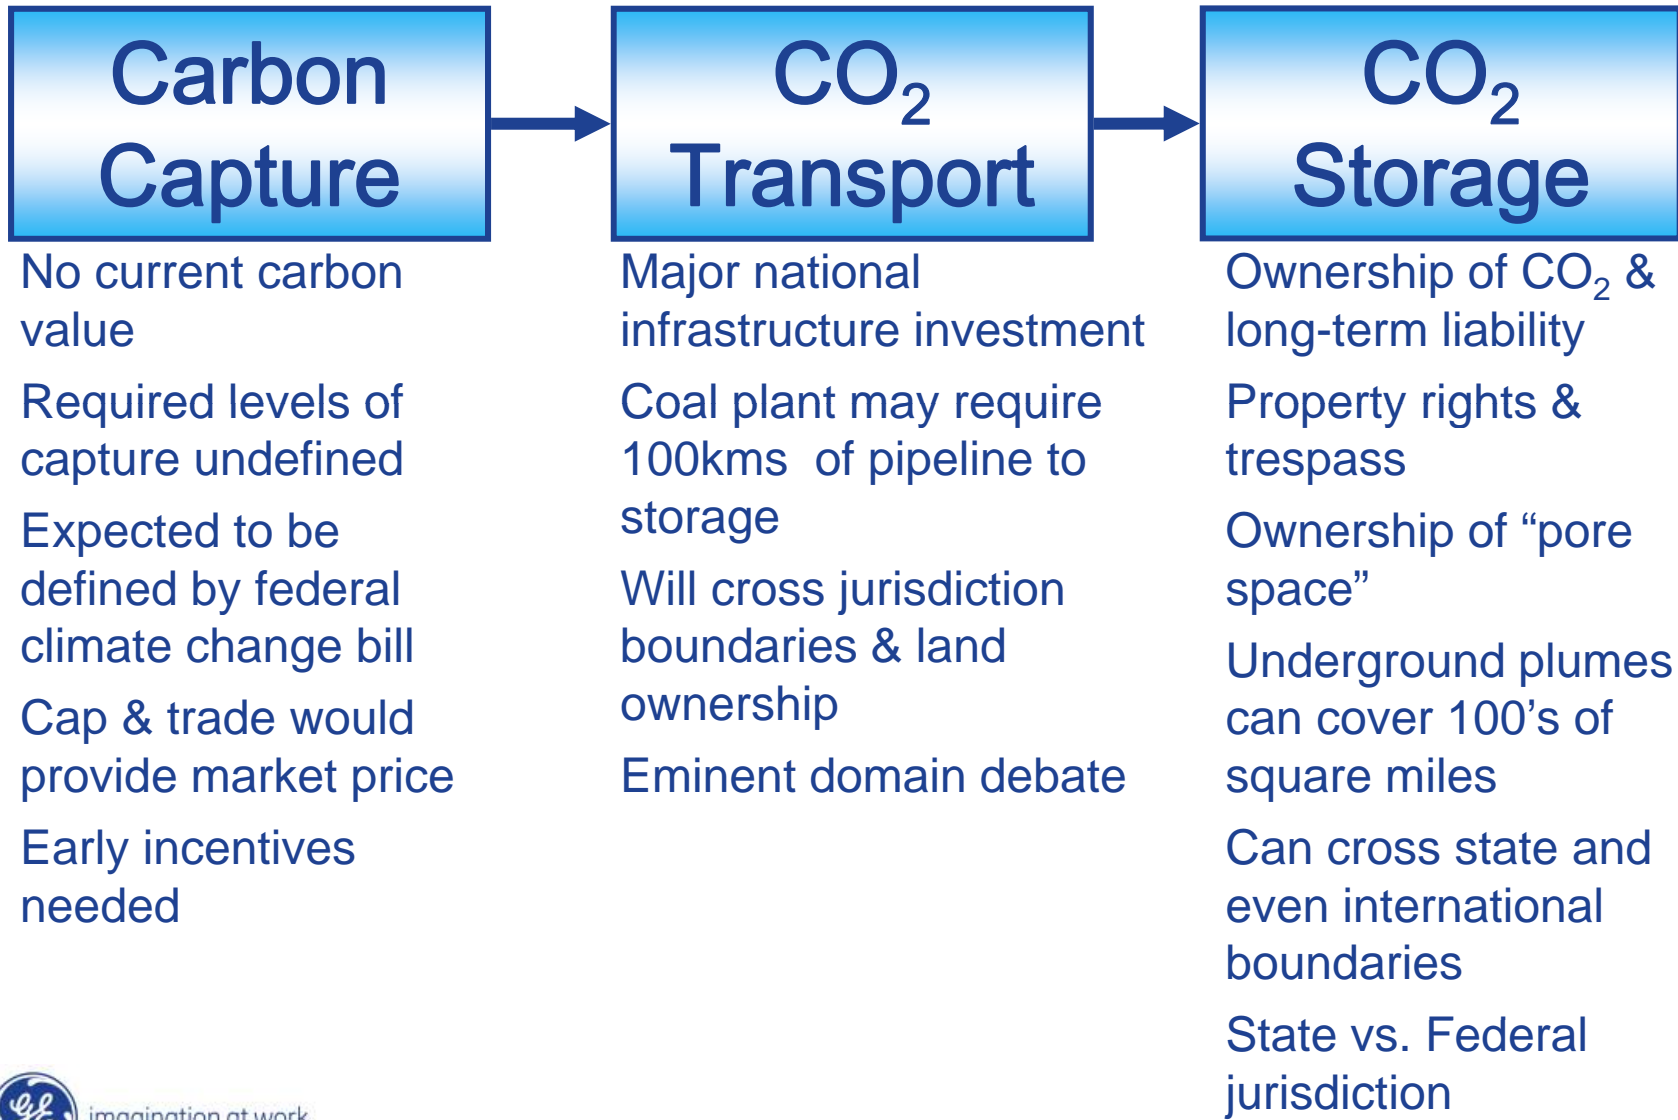 Carbon
Capture
CO₂
Transport
CO₂
Storage
No current carbon
value
Required levels of
capture undefined
Expected to be
defined by federal
climate change bill
Cap & trade would
provide market price
Early incentives
needed
Major national
infrastructure investment
Coal plant may require
100kms of pipeline to
storage
Will cross jurisdiction
boundaries & land
ownership
Eminent domain debate
Ownership of CO₂ &
long-term liability
Property rights &
trespass
Ownership of “pore
space”
Underground plumes
can cover 100’s of
square miles
Can cross state and
even international
boundaries
State vs. Federal
jurisdiction
GE
imagination at work